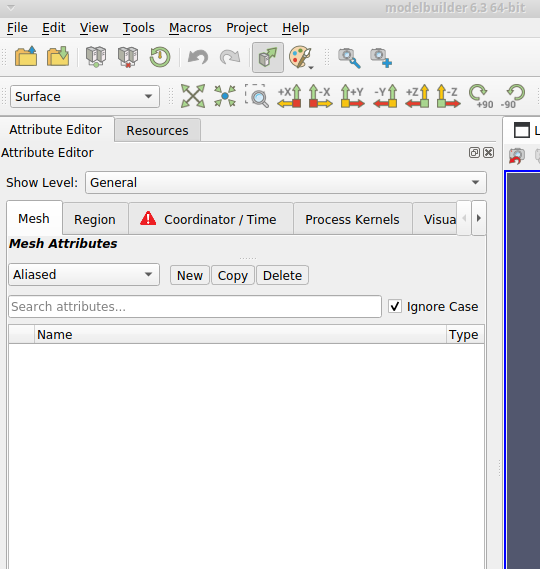 modelbuilder 6.3 64-bit
File Edit View Tools Macros Project Help
Surface +X -X +Y -Y +Z -Z +90 -90
Attribute Editor Resources
Attribute Editor
Show Level: General
Mesh Region Coordinator / Time Process Kernels Visua
Mesh Attributes
Aliased New Copy Delete
Search attributes... Ignore Case
Name Type